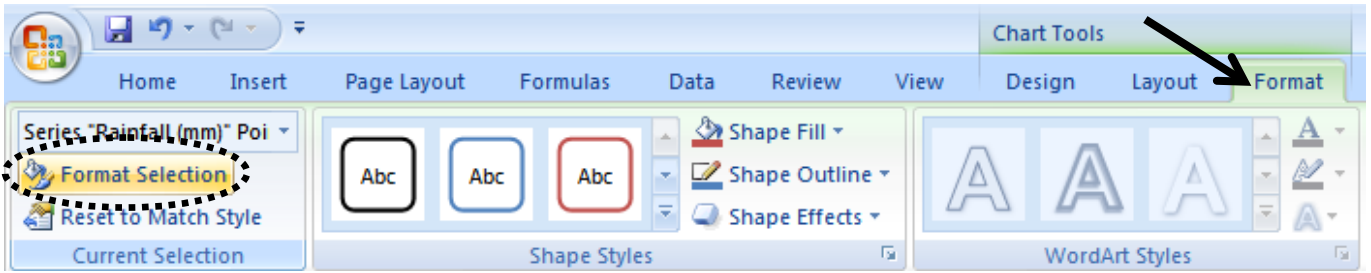 Chart Tools
Home Insert Page Layout Formulas Data Review View Design Layout Format
Series "Rainfall (mm)" Poi
Format Selection
Reset to Match Style
Current Selection
Abc Abc Abc
Shape Fill
Shape Outline
Shape Effects
Shape Styles
A A A
A
A
WordArt Styles